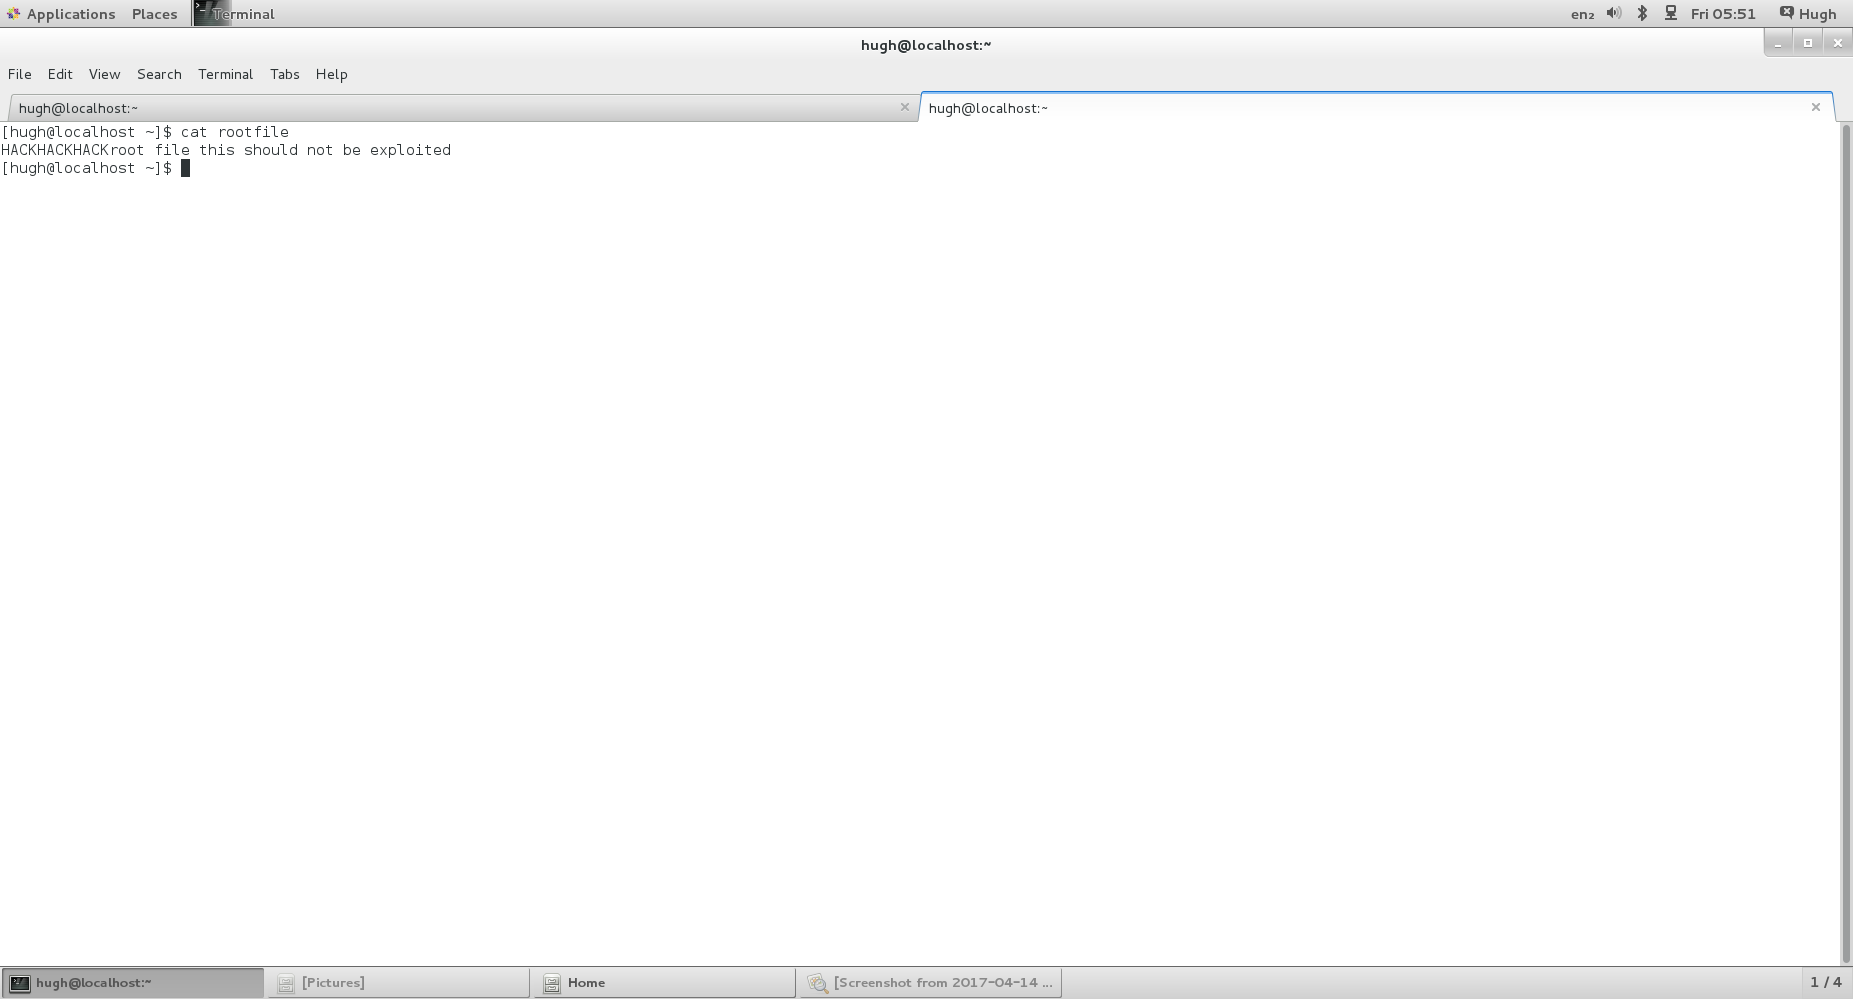 Applications Places Terminal en₂ Fri 05:51 Hugh
hugh@localhost:~
File Edit View Search Terminal Tabs Help
hugh@localhost:~ hugh@localhost:~
[hugh@localhost ~]$ cat rootfile
HACKHACKHACKroot file this should not be exploited
[hugh@localhost ~]$
hugh@localhost:~ [Pictures] Home [Screenshot from 2017-04-14 ... 1 / 4